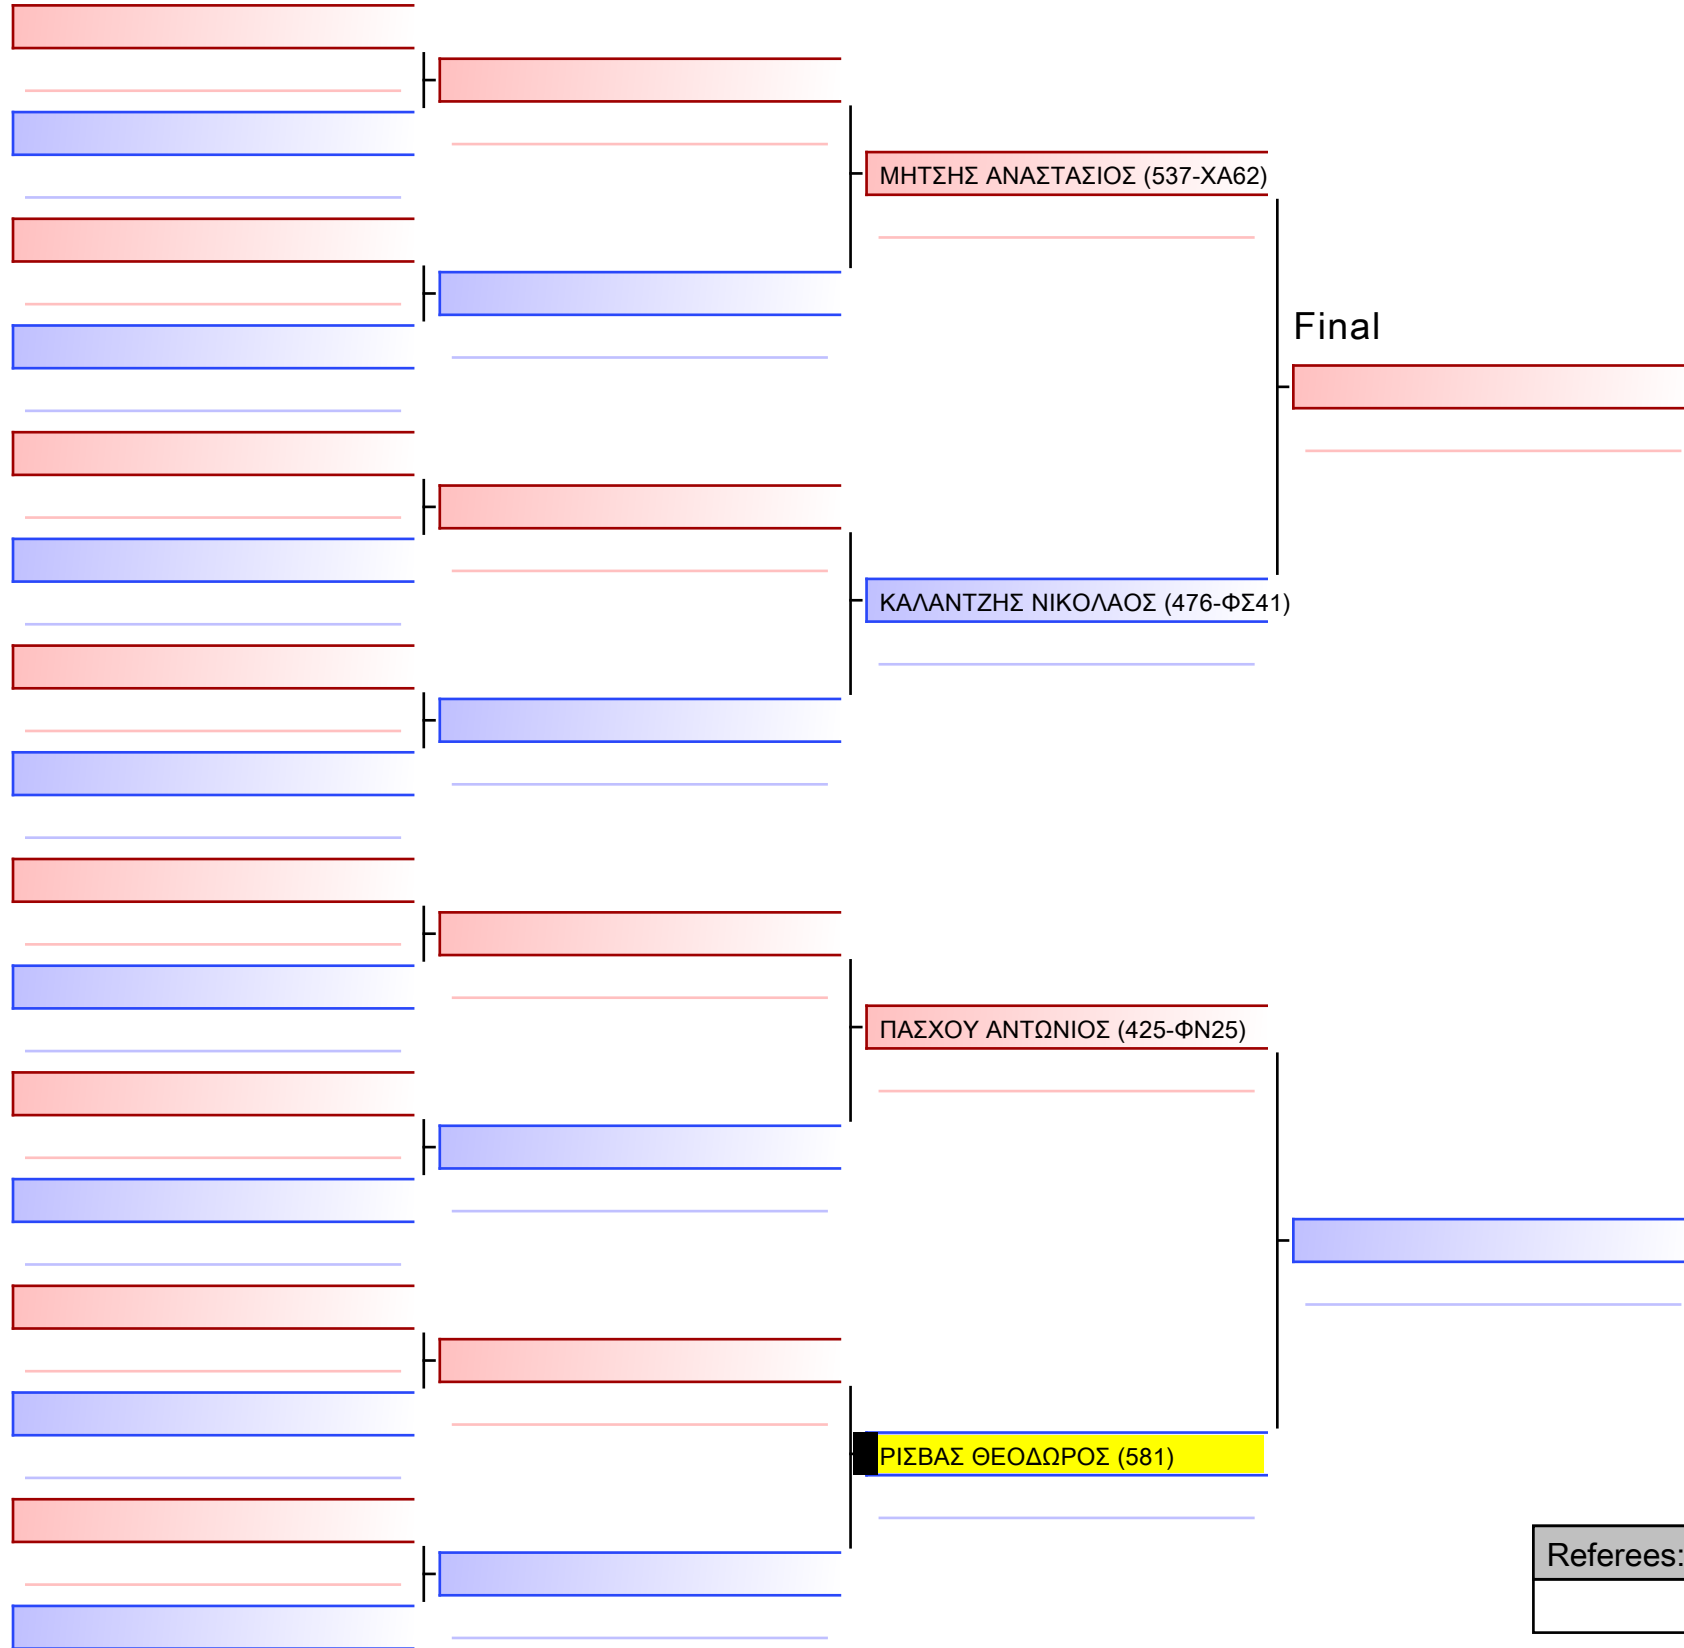 ΜΗΤΣΗΣ ΑΝΑΣΤΑΣΙΟΣ (537-ΧΑ62)
Final
ΚΑΛΑΝΤΖΗΣ ΝΙΚΟΛΑΟΣ (476-ΦΣ41)
ΠΑΣΧΟΥ ΑΝΤΩΝΙΟΣ (425-ΦΝ25)
ΡΙΣΒΑΣ ΘΕΟΔΩΡΟΣ (581)
Referees: